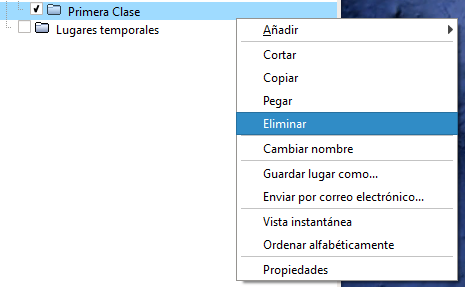 Primera Clase
Lugares temporales
Añadir
Cortar
Copiar
Pegar
Eliminar
Cambiar nombre
Guardar lugar como...
Enviar por correo electrónico...
Vista instantánea
Ordenar alfabéticamente
Propiedades